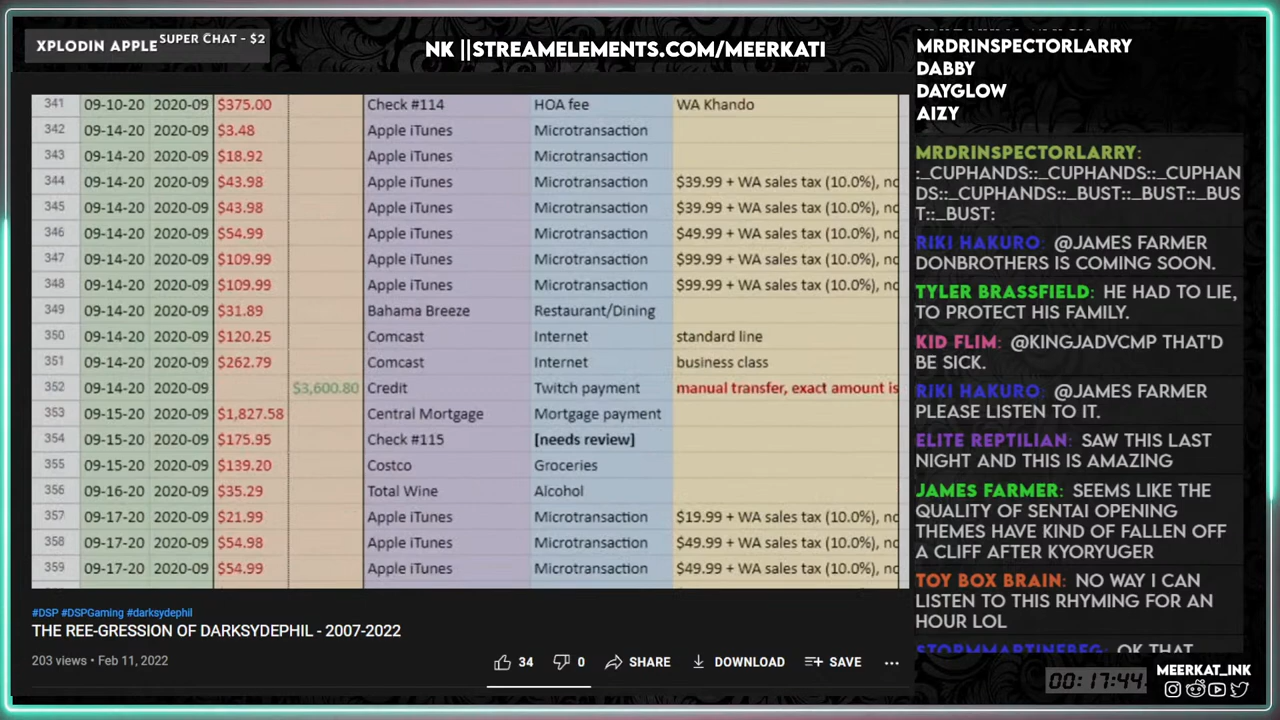 XPLODIN APPLE SUPER CHAT - $2
NK ||STREAMELEMENTS.COM/MEERKATI
341 09-10-20 2020-09 $375.00 Check #114 HOA fee WA Khando
342 09-14-20 2020-09 $3.48 Apple iTunes Microtransaction
343 09-14-20 2020-09 $18.92 Apple iTunes Microtransaction
344 09-14-20 2020-09 $43.98 Apple iTunes Microtransaction $39.99 + WA sales tax (10.0%), no
345 09-14-20 2020-09 $43.98 Apple iTunes Microtransaction $39.99 + WA sales tax (10.0%), no
346 09-14-20 2020-09 $54.99 Apple iTunes Microtransaction $49.99 + WA sales tax (10.0%), no
347 09-14-20 2020-09 $109.99 Apple iTunes Microtransaction $99.99 + WA sales tax (10.0%), no
348 09-14-20 2020-09 $109.99 Apple iTunes Microtransaction $99.99 + WA sales tax (10.0%), no
349 09-14-20 2020-09 $31.89 Bahama Breeze Restaurant/Dining
350 09-14-20 2020-09 $120.25 Comcast Internet standard line
351 09-14-20 2020-09 $262.79 Comcast Internet business class
352 09-14-20 2020-09 $3,600.80 Credit Twitch payment manual transfer, exact amount is
353 09-15-20 2020-09 $1,827.58 Central Mortgage Mortgage payment
354 09-15-20 2020-09 $175.95 Check #115 [needs review]
355 09-15-20 2020-09 $139.20 Costco Groceries
356 09-16-20 2020-09 $35.29 Total Wine Alcohol
357 09-17-20 2020-09 $21.99 Apple iTunes Microtransaction $19.99 + WA sales tax (10.0%), no
358 09-17-20 2020-09 $54.98 Apple iTunes Microtransaction $49.99 + WA sales tax (10.0%), no
359 09-17-20 2020-09 $54.99 Apple iTunes Microtransaction $49.99 + WA sales tax (10.0%), no
#DSP #DSPGaming #darksydephil
THE REE-GRESSION OF DARKSYDEPHIL - 2007-2022
203 views • Feb 11, 2022
34 0 SHARE DOWNLOAD SAVE
MRDRINSPECTORLARRY
DABBY
DAYGLOW
AIZY
MRDRINSPECTORLARRY:
:_CUPHANDS::_CUPHANDS::_CUPHAN
DS::_CUPHANDS::_BUST::_BUST::_BUS
T::_BUST:
RIKI HAKURO: @JAMES FARMER
DONBROTHERS IS COMING SOON.
TYLER BRASSFIELD: HE HAD TO LIE,
TO PROTECT HIS FAMILY.
KID FLIM: @KINGJADVCMP THAT'D
BE SICK.
RIKI HAKURO: @JAMES FARMER
PLEASE LISTEN TO IT.
ELITE REPTILIAN: SAW THIS LAST
NIGHT AND THIS IS AMAZING
JAMES FARMER: SEEMS LIKE THE
QUALITY OF SENTAI OPENING
THEMES HAVE KIND OF FALLEN OFF
A CLIFF AFTER KYORYUGER
TOY BOX BRAIN: NO WAY I CAN
LISTEN TO THIS RHYMING FOR AN
HOUR LOL
OK THAT
00:17:44
MEERKAT_INK